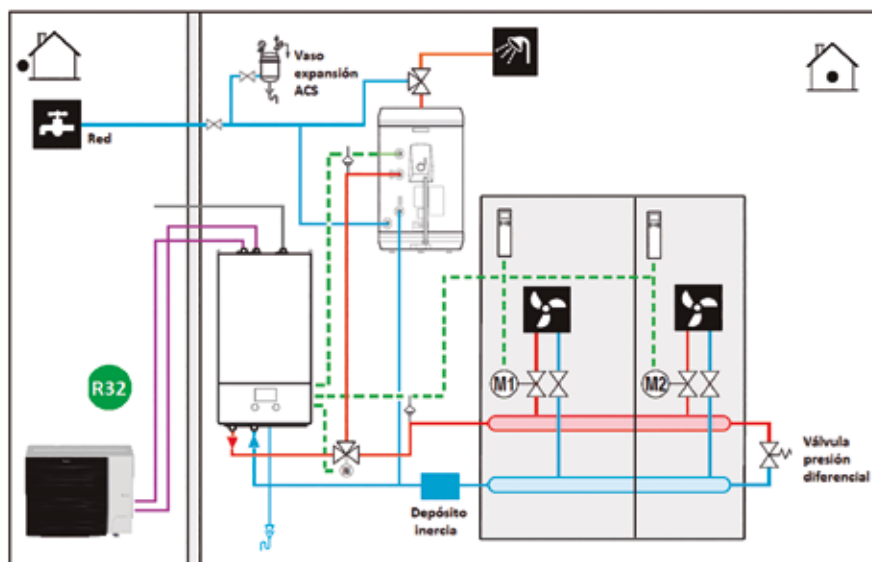 Vaso
expansión
ACS
Red
R32
M1
M2
Válvula
presión
diferencial
Depósito
inercia